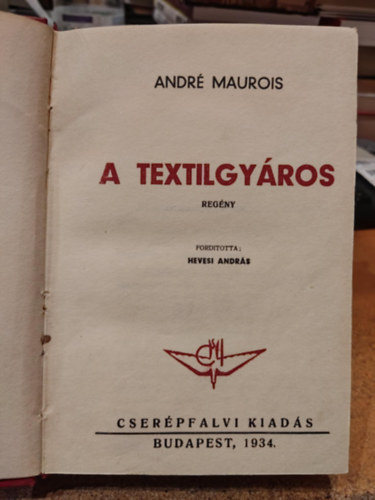 ANDRÉ MAUROIS
A TEXTILGYÁROS
REGÉNY
FORDITOTTA:
HEVESI ANDRÁS
CSERÉPFALVI KIADÁS
BUDAPEST, 1934.